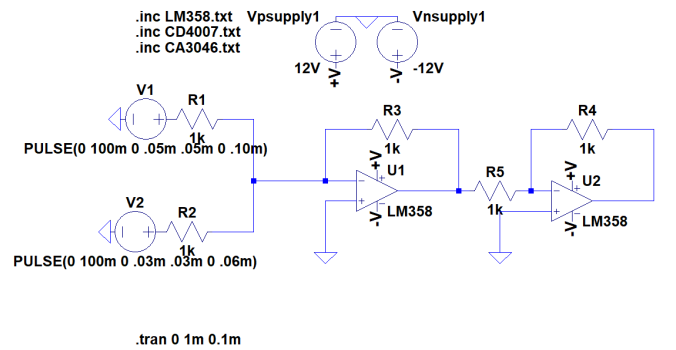 .inc LM358.txt
.inc CD4007.txt
.inc CA3046.txt
Vpsupply1
Vnsupply1
12V
+V
-V
-12V
V1
R1
1k
PULSE(0 100m 0 .05m .05m 0 .10m)
V2
R2
1k
PULSE(0 100m 0 .03m .03m 0 .06m)
R3
1k
+V
U1
-V
LM358
R5
1k
R4
1k
+V
U2
-V
LM358
.tran 0 1m 0.1m